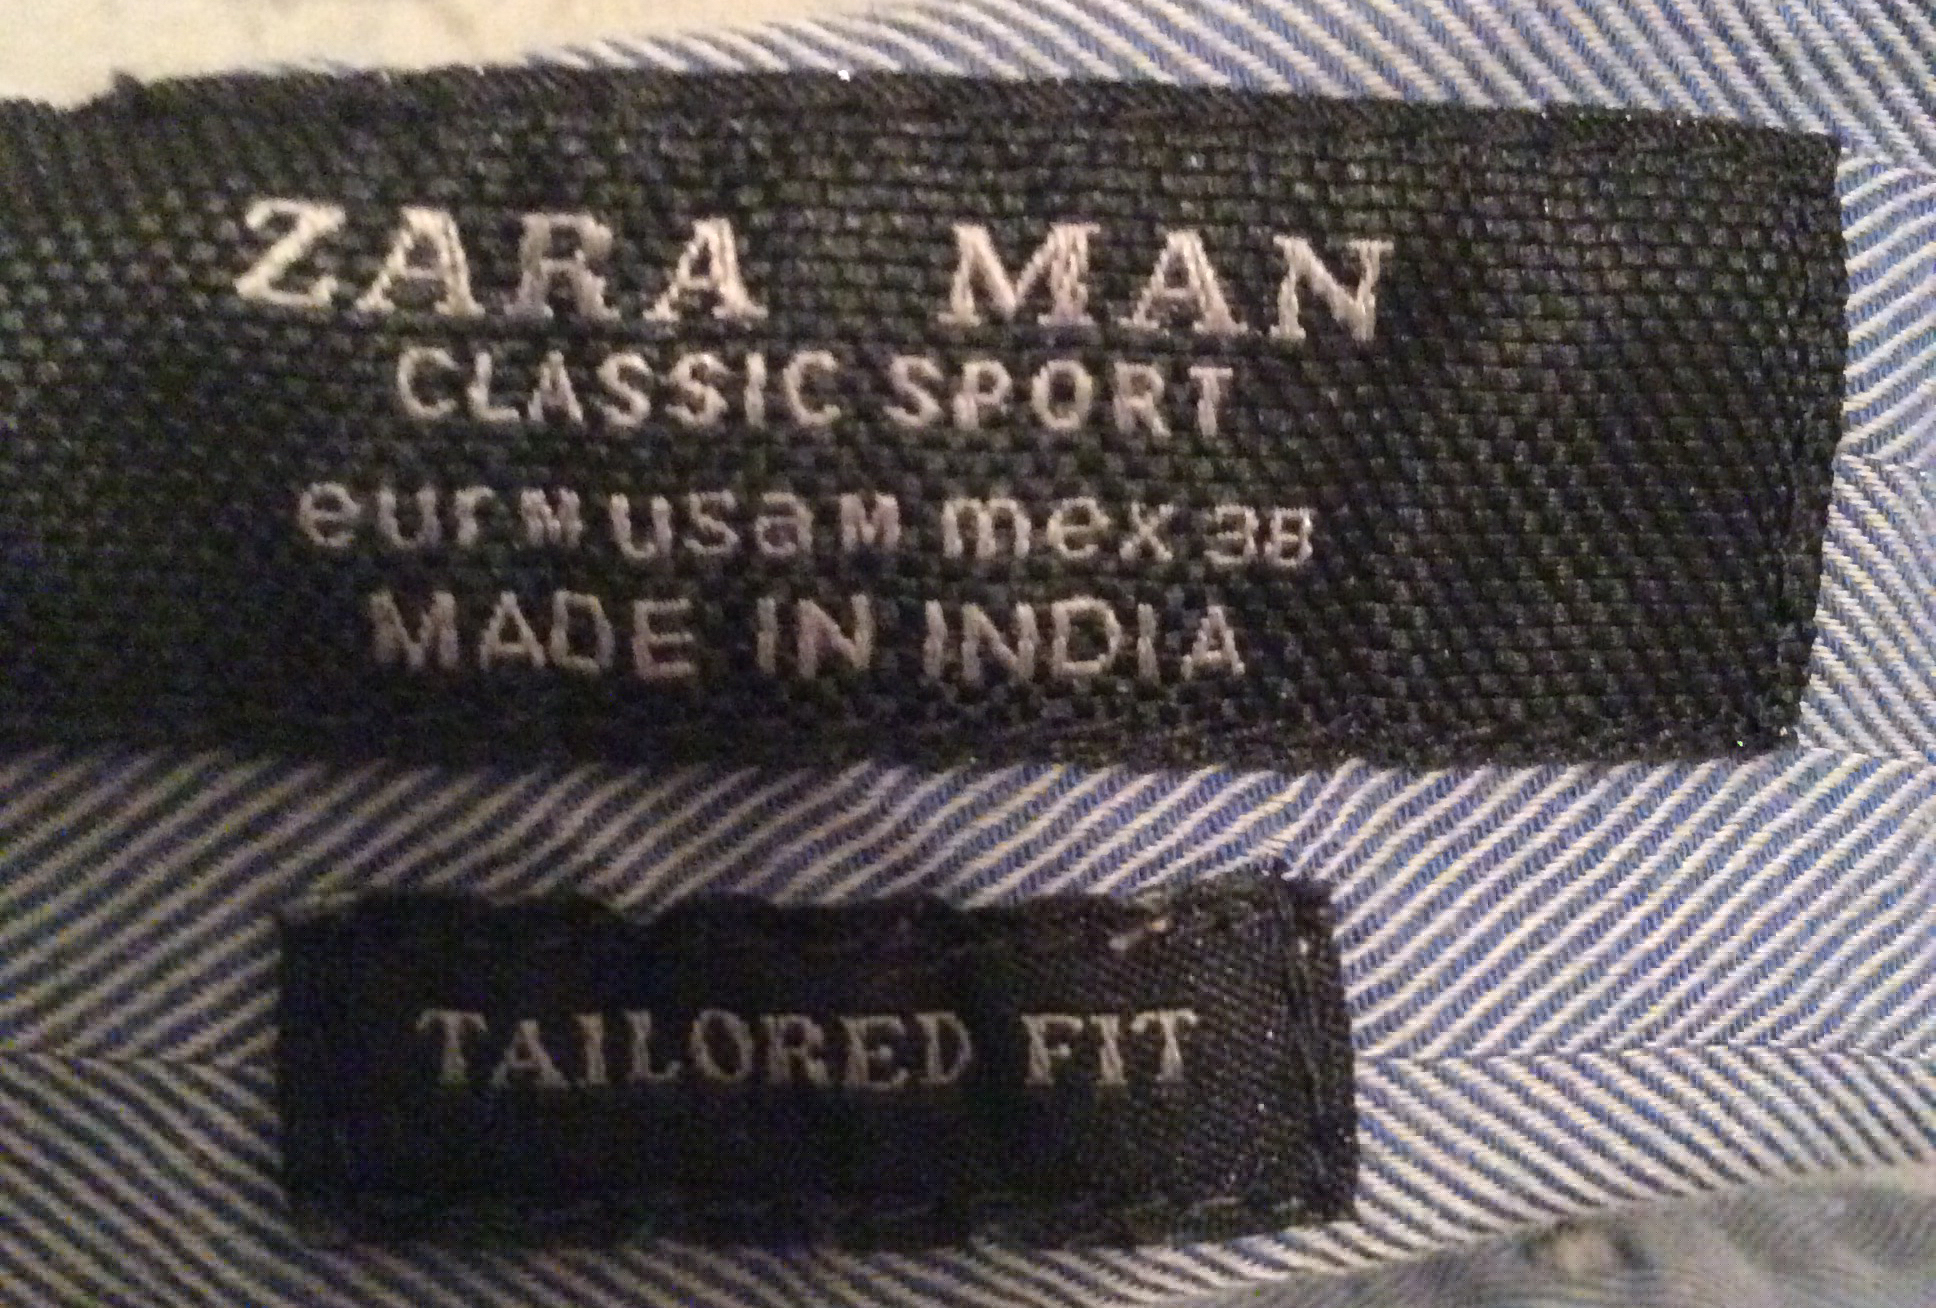 ZARA MAN
CLASSIC SPORT
eur M usa M mex 38
MADE IN INDIA
TAILORED FIT